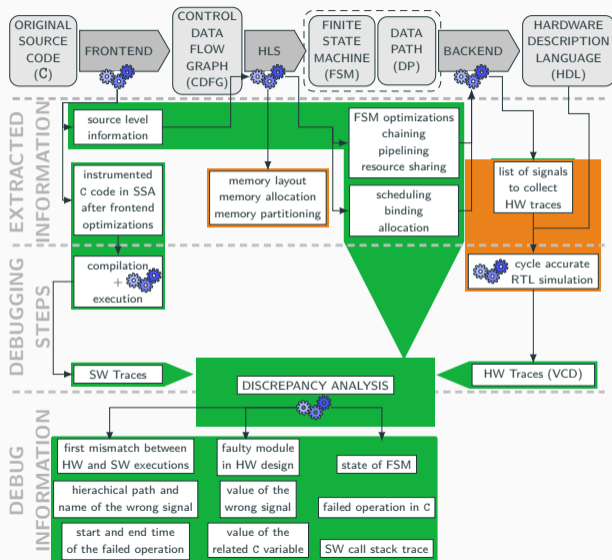 ORIGINAL
SOURCE
CODE (C)
FRONTEND
CONTROL
DATA
FLOW
GRAPH (CDFG)
HLS
FINITE
STATE
MACHINE
(FSM)
DATA
PATH
(DP)
BACKEND
HARDWARE
DESCRIPTION
LANGUAGE
(HDL)
EXTRACTED
INFORMATION
source level
information
FSM optimizations
chaining
pipelining
resource sharing
instrumented
C code in SSA
after frontend
optimizations
memory layout
memory allocation
memory partitioning
scheduling
binding
allocation
list of signals
to collect
HW traces
DEBUGGING
STEPS
compilation
+
execution
cycle accurate
RTL simulation
SW Traces
HW Traces (VCD)
DISCREPANCY ANALYSIS
DEBUG
INFORMATION
first mismatch between
HW and SW executions
faulty module
in HW design
state of FSM
hierachical path and
name of the wrong signal
value of the
wrong signal
failed operation in C
start and end time
of the failed operation
value of the
related C variable
SW call stack trace